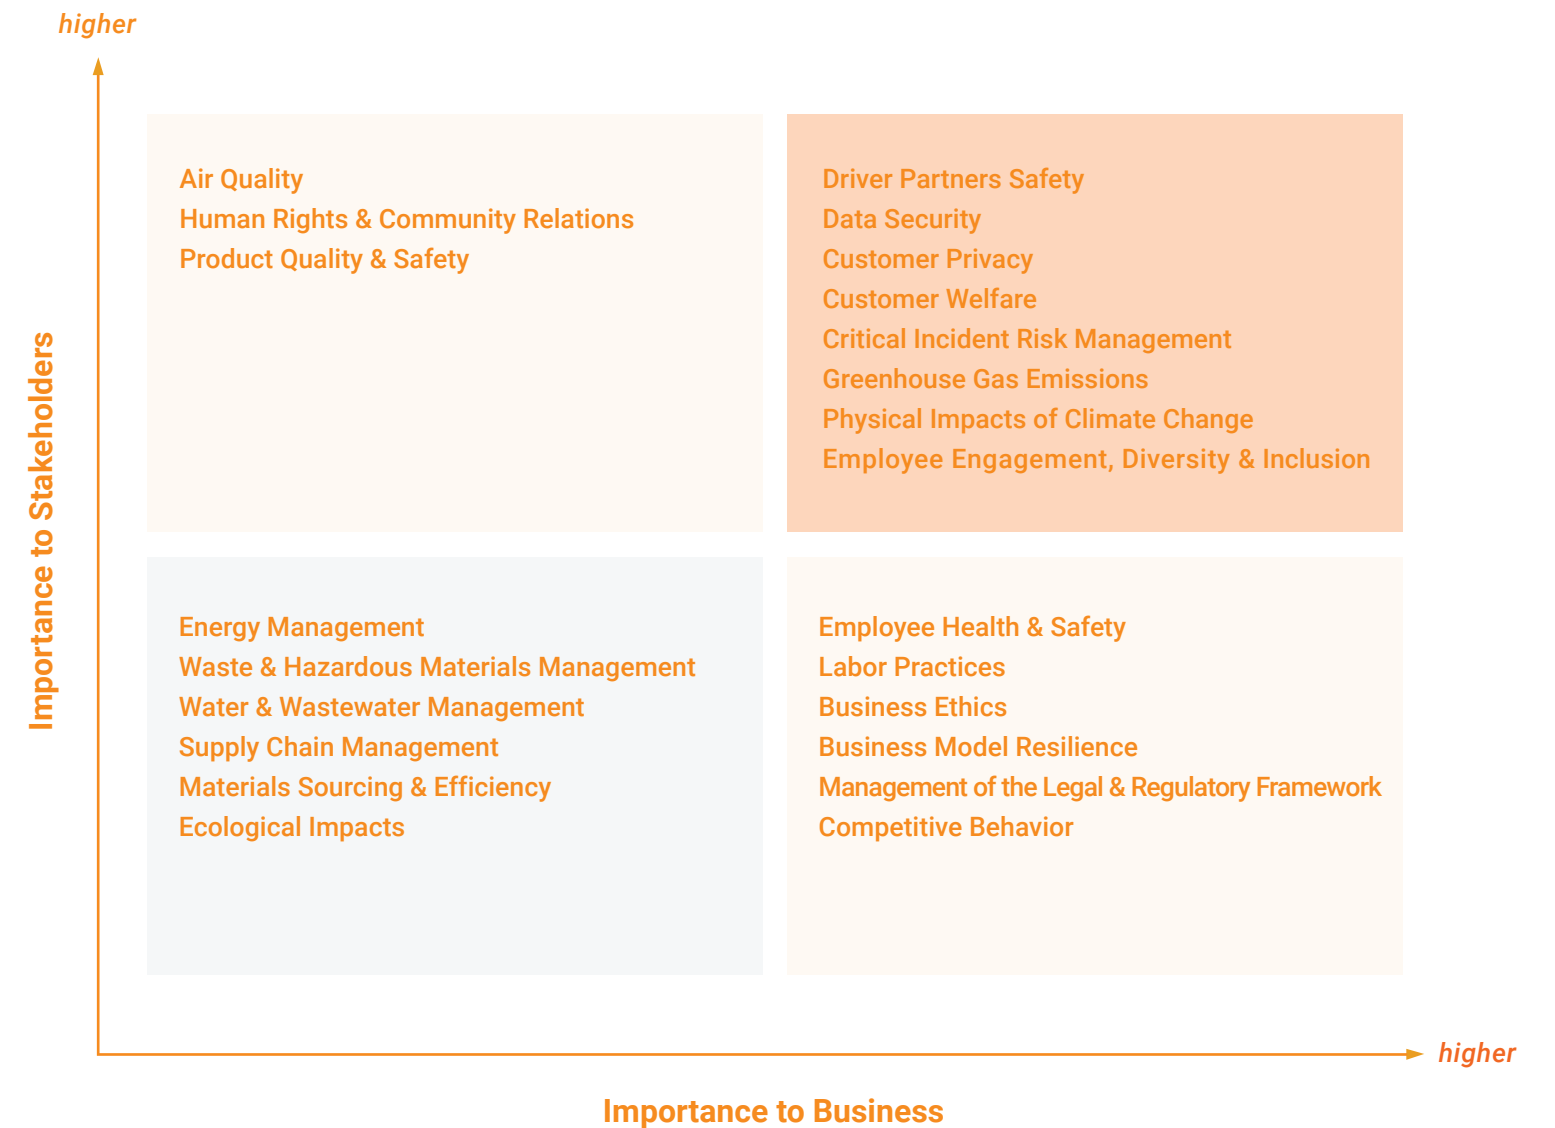 higher
Importance to Stakeholders
Air Quality
Human Rights & Community Relations
Product Quality & Safety
Driver Partners Safety
Data Security
Customer Privacy
Customer Welfare
Critical Incident Risk Management
Greenhouse Gas Emissions
Physical Impacts of Climate Change
Employee Engagement, Diversity & Inclusion
Energy Management
Waste & Hazardous Materials Management
Water & Wastewater Management
Supply Chain Management
Materials Sourcing & Efficiency
Ecological Impacts
Employee Health & Safety
Labor Practices
Business Ethics
Business Model Resilience
Management of the Legal & Regulatory Framework
Competitive Behavior
higher
Importance to Business